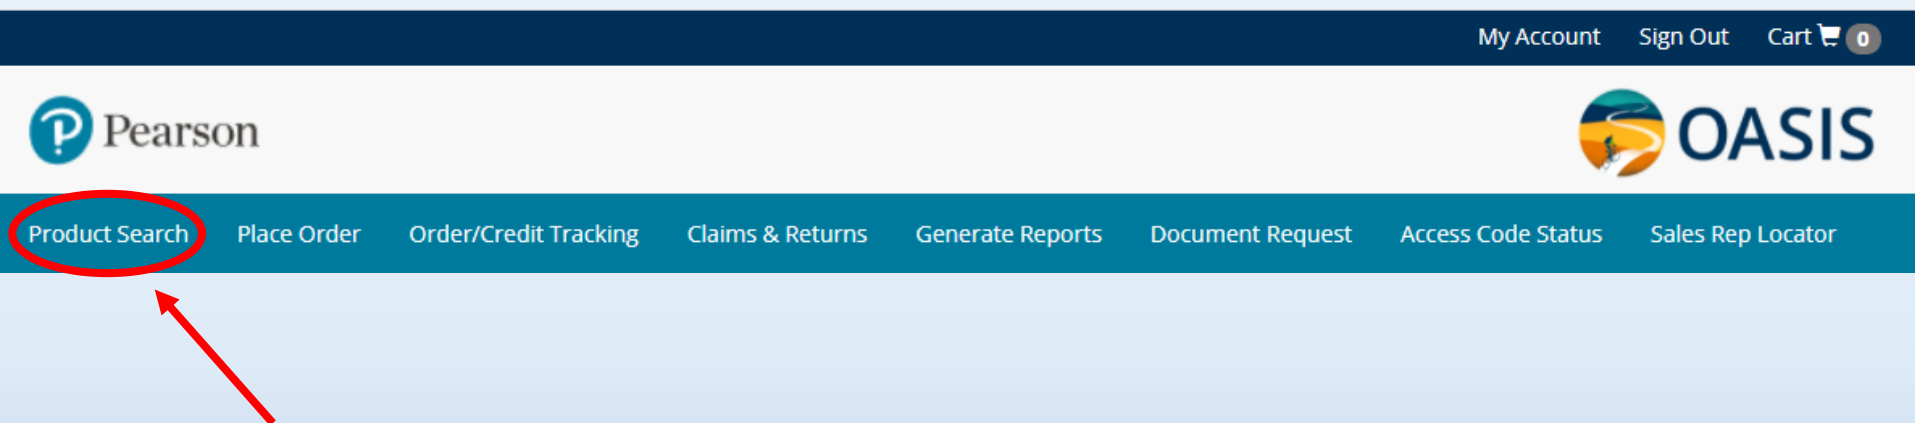 My Account Sign Out Cart 0
Pearson OASIS
Product Search Place Order Order/Credit Tracking Claims & Returns Generate Reports Document Request Access Code Status Sales Rep Locator